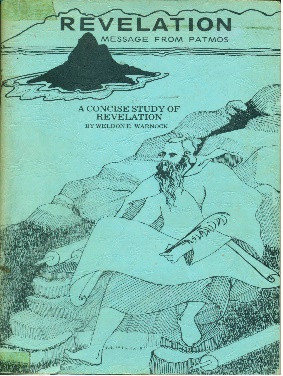 REVELATION
MESSAGE FROM PATMOS
A CONCISE STUDY OF
REVELATION
BY WELDON E. WARNOCK